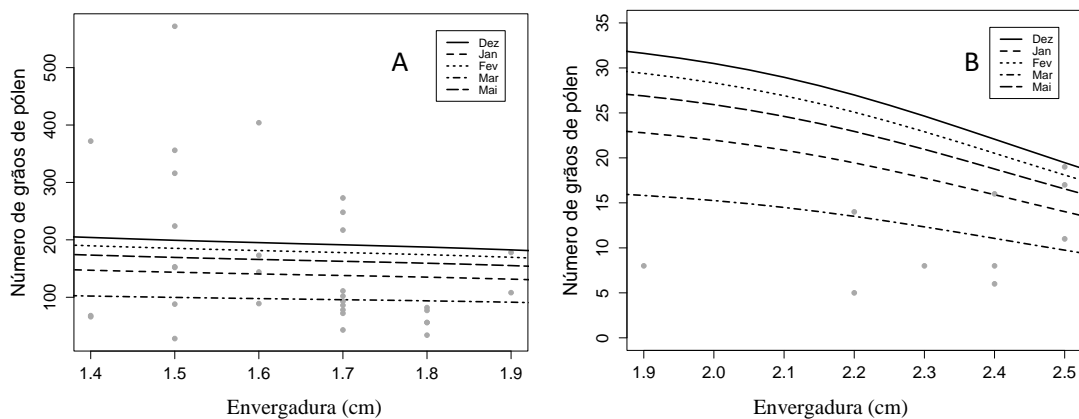 A
Número de grãos de pólen
500
400
300
200
100
Dez
Jan
Fev
Mar
Mai
1.4 1.5 1.6 1.7 1.8 1.9
Envergadura (cm)
B
Número de grãos de pólen
35
30
25
20
15
10
5
0
Dez
Jan
Fev
Mar
Mai
1.9 2.0 2.1 2.2 2.3 2.4 2.5
Envergadura (cm)